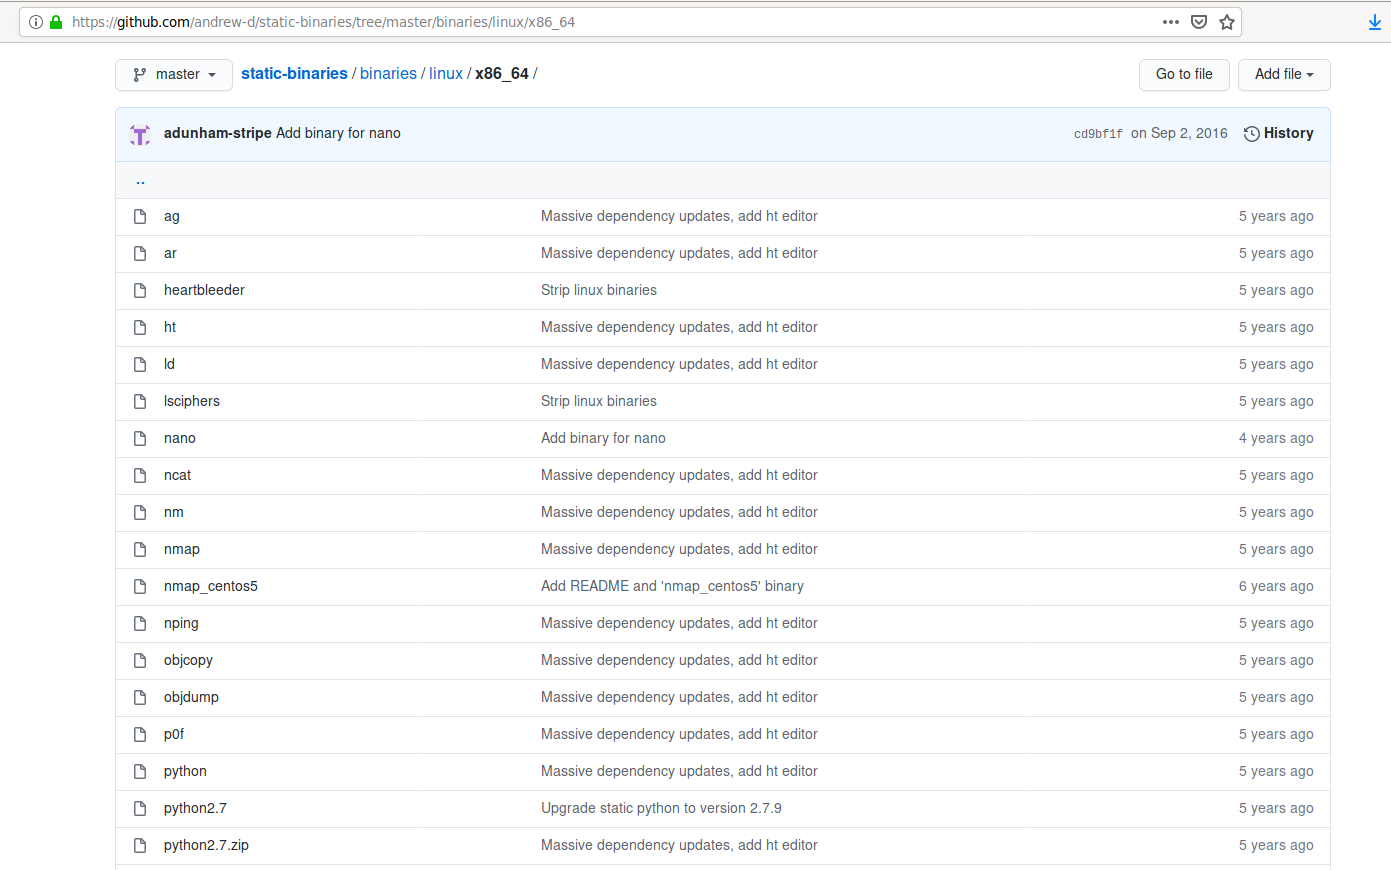 https://github.com/andrew-d/static-binaries/tree/master/binaries/linux/x86_64
master static-binaries / binaries / linux / x86_64 / Go to file Add file
adunham-stripe Add binary for nano cd9bf1f on Sep 2, 2016 History
..
ag Massive dependency updates, add ht editor 5 years ago
ar Massive dependency updates, add ht editor 5 years ago
heartbleeder Strip linux binaries 5 years ago
ht Massive dependency updates, add ht editor 5 years ago
ld Massive dependency updates, add ht editor 5 years ago
lsciphers Strip linux binaries 5 years ago
nano Add binary for nano 4 years ago
ncat Massive dependency updates, add ht editor 5 years ago
nm Massive dependency updates, add ht editor 5 years ago
nmap Massive dependency updates, add ht editor 5 years ago
nmap_centos5 Add README and 'nmap_centos5' binary 6 years ago
nping Massive dependency updates, add ht editor 5 years ago
objcopy Massive dependency updates, add ht editor 5 years ago
objdump Massive dependency updates, add ht editor 5 years ago
p0f Massive dependency updates, add ht editor 5 years ago
python Massive dependency updates, add ht editor 5 years ago
python2.7 Upgrade static python to version 2.7.9 5 years ago
python2.7.zip Massive dependency updates, add ht editor 5 years ago